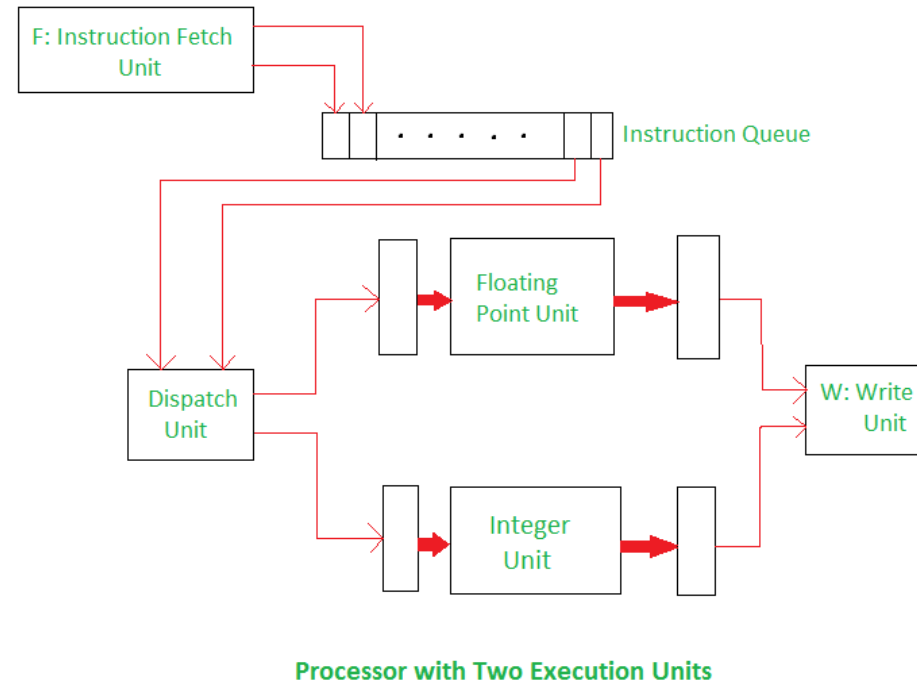 F: Instruction Fetch
Unit
Instruction Queue
Floating
Point Unit
Dispatch
Unit
W: Write
Unit
Integer
Unit
Processor with Two Execution Units